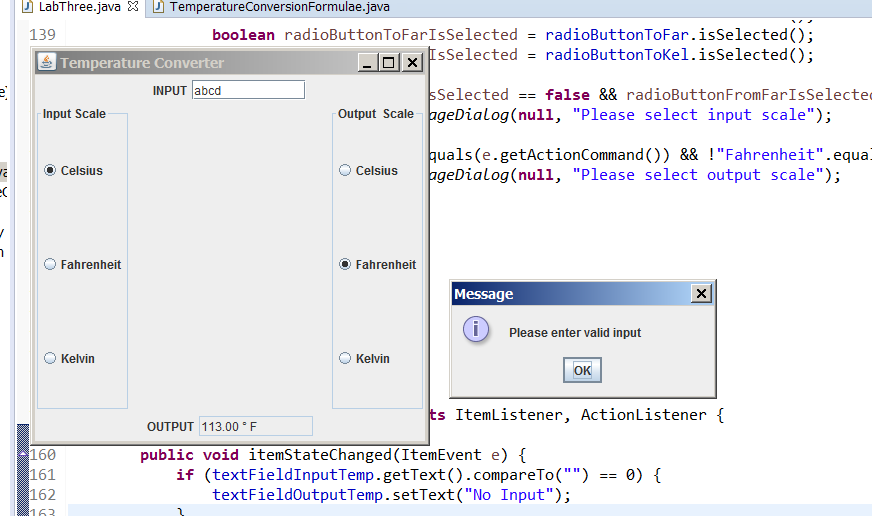 LabThree.java TemperatureConversionFormulae.java
139 boolean radioButtonToFarIsSelected = radioButtonToFar.isSelected();
IsSelected = radioButtonToKel.isSelected();
Temperature Converter
INPUT abcd
sSelected == false && radioButtonFromFarIsSelected
ageDialog(null, "Please select input scale");
Input Scale Output Scale
quals(e.getActionCommand()) && !"Fahrenheit".equal
ageDialog(null, "Please select output scale");
Celsius Celsius
Fahrenheit Fahrenheit
Message
Please enter valid input
OK
Kelvin Kelvin
ts ItemListener, ActionListener {
OUTPUT 113.00 ° F
160 public void itemStateChanged(ItemEvent e) {
161 if (textFieldInputTemp.getText().compareTo("") == 0) {
162 textFieldOutputTemp.setText("No Input");
163 }